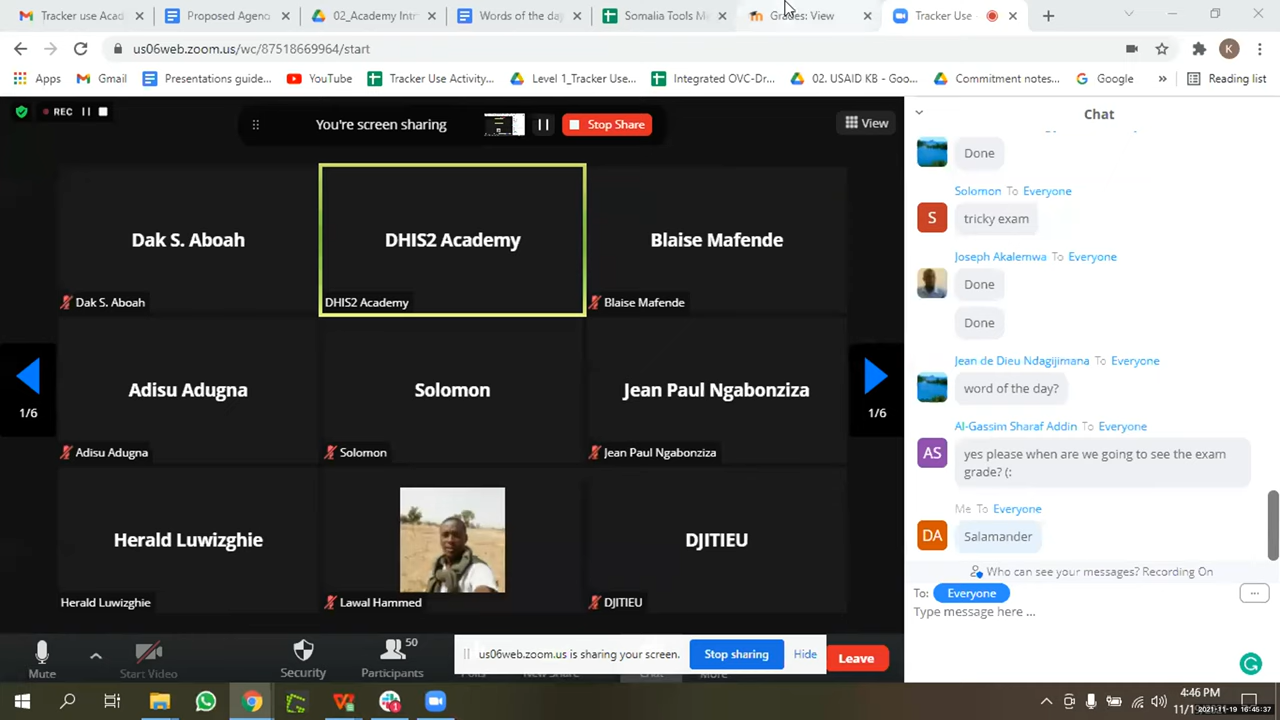 Tracker use Acad
Proposed Agend
02_Academy Intr
Words of the day
Somalia Tools M
Grades: View
Tracker Use
us06web.zoom.us/wc/87518669964/start
K
Apps
Gmail
Presentations guide...
YouTube
Tracker Use Activity...
Level 1_Tracker Use...
Integrated OVC-Dr...
02. USAID KB - Goo...
Commitment notes...
Google
Reading list
REC
You're screen sharing
Stop Share
View
Dak S. Aboah
Dak S. Aboah
DHIS2 Academy
DHIS2 Academy
Blaise Mafende
Blaise Mafende
1/6
Adisu Adugna
Adisu Adugna
Solomon
Solomon
Jean Paul Ngabonziza
Jean Paul Ngabonziza
1/6
Herald Luwizghie
Herald Luwizghie
Lawal Hammed
DJITIEU
DJITIEU
Mute
Start Video
Security
50
Participants
us06web.zoom.us is sharing your screen.
Stop sharing
Hide
Leave
Chat
Done
Solomon To Everyone
S
tricky exam
Joseph Akalemwa To Everyone
Done
Done
Jean de Dieu Ndagijimana To Everyone
word of the day?
Al-Gassim Sharaf Addin To Everyone
AS
yes please when are we going to see the exam
grade? (:
Me To Everyone
DA
Salamander
Who can see your messages? Recording On
To: Everyone
Type message here ...
4:46 PM
2021-11-19 16:45:37